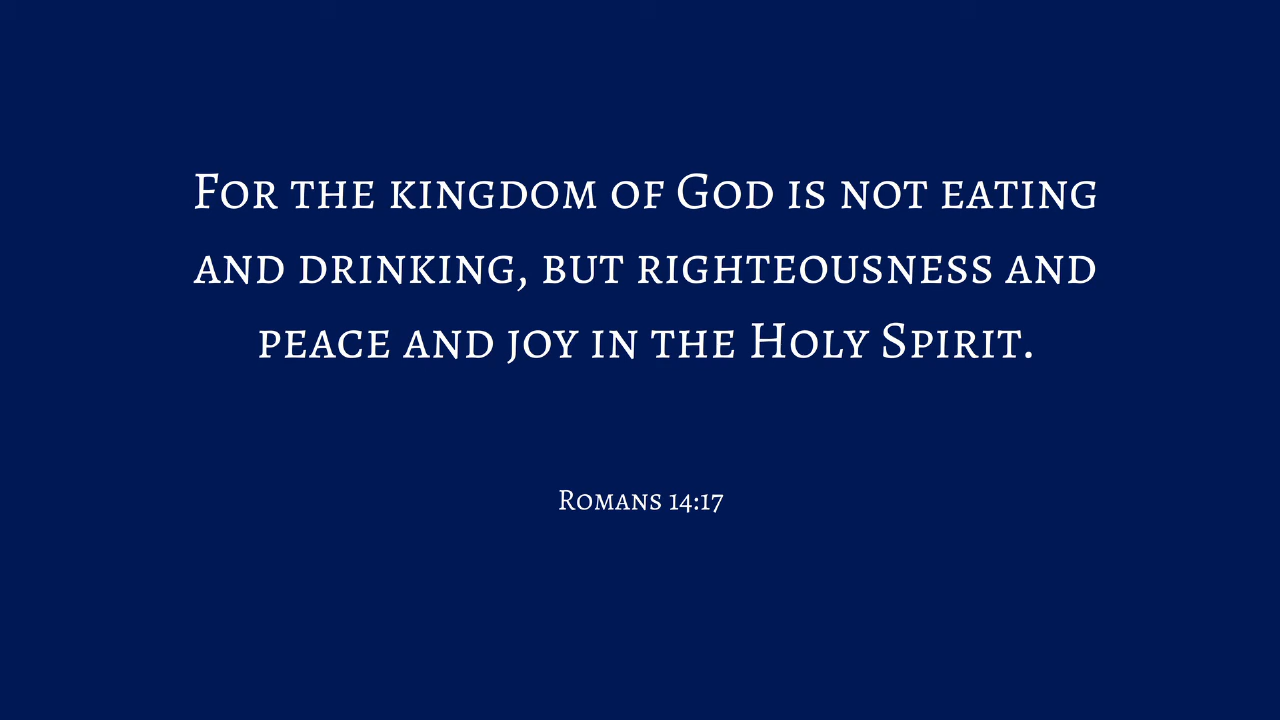 For the kingdom of God is not eating
and drinking, but righteousness and
peace and joy in the Holy Spirit.
Romans 14:17